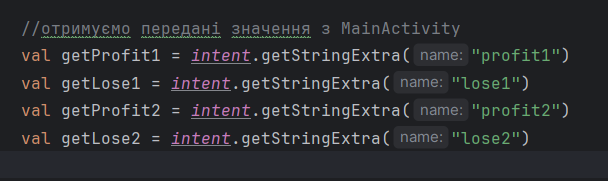 //отримуємо передані значення з MainActivity
val getProfit1 = intent.getStringExtra( name: "profit1")
val getLose1 = intent.getStringExtra( name: "lose1")
val getProfit2 = intent.getStringExtra( name: "profit2")
val getLose2 = intent.getStringExtra( name: "lose2")